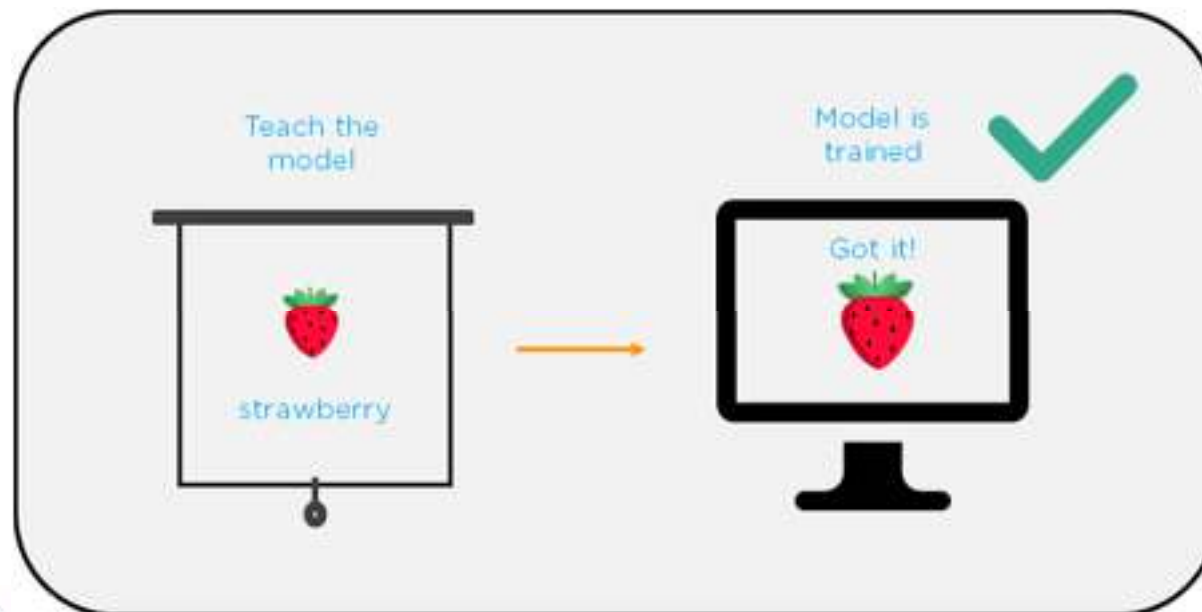 Teach the
model
strawberry
Model is
trained
Got it!